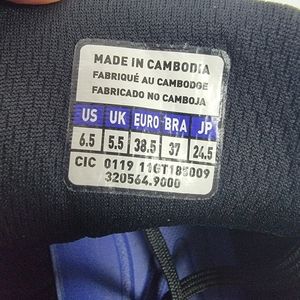 MADE IN CAMBODIA
FABRIQUÉ AU CAMBODGE
FABRICADO NO CAMBOJA
US UK EURO BRA JP
6.5 5.5 38.5 37 24.5
CIC 0119 11GT185009
320564.9000